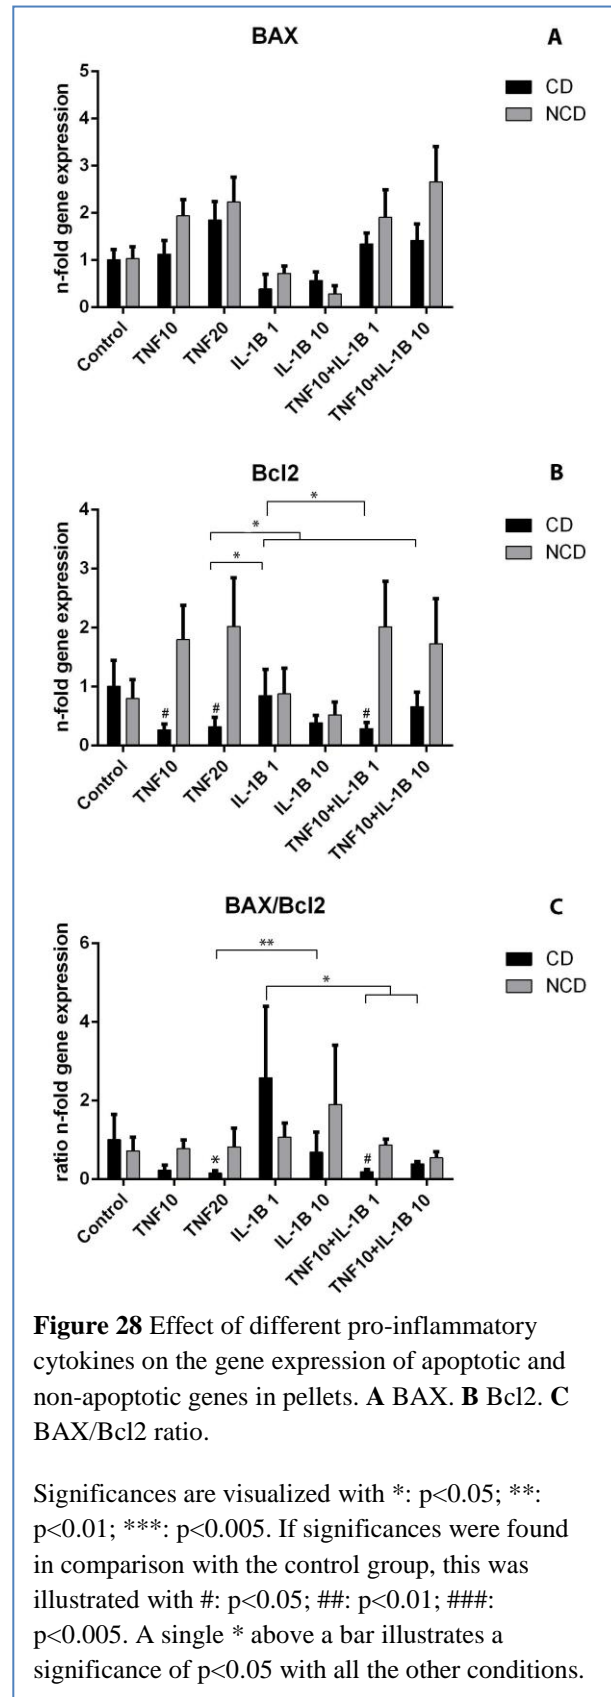 BAX
A
CD
NCD
n-fold gene expression
5
4
3
2
1
0
Control
TNF10
TNF20
IL-1B 1
IL-1B 10
TNF10+IL-1B 1
TNF10+IL-1B 10
Bcl2
B
CD
NCD
n-fold gene expression
4
3
2
1
0
*
*
*
#
#
#
Control
TNF10
TNF20
IL-1B 1
IL-1B 10
TNF10+IL-1B 1
TNF10+IL-1B 10
BAX/Bcl2
C
CD
NCD
ratio n-fold gene expression
6
4
2
0
**
*
*
#
Control
TNF10
TNF20
IL-1B 1
IL-1B 10
TNF10+IL-1B 1
TNF10+IL-1B 10
Figure 28 Effect of different pro-inflammatory
cytokines on the gene expression of apoptotic and
non-apoptotic genes in pellets. A BAX. B Bcl2. C
BAX/Bcl2 ratio.
Significances are visualized with *: p<0.05; **:
p<0.01; ***: p<0.005. If significances were found
in comparison with the control group, this was
illustrated with #: p<0.05; ##: p<0.01; ###:
p<0.005. A single * above a bar illustrates a
significance of p<0.05 with all the other conditions.